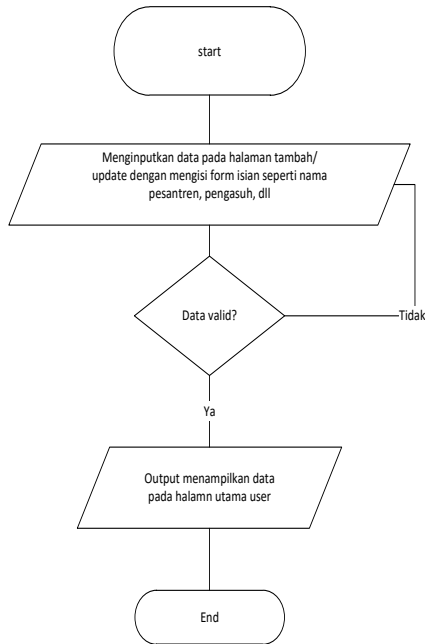 start
Menginputkan data pada halaman tambah/
update dengan mengisi form isian seperti nama
pesantren, pengasuh, dll
Data valid?
Tidak
Ya
Output menampilkan data
pada halamn utama user
End